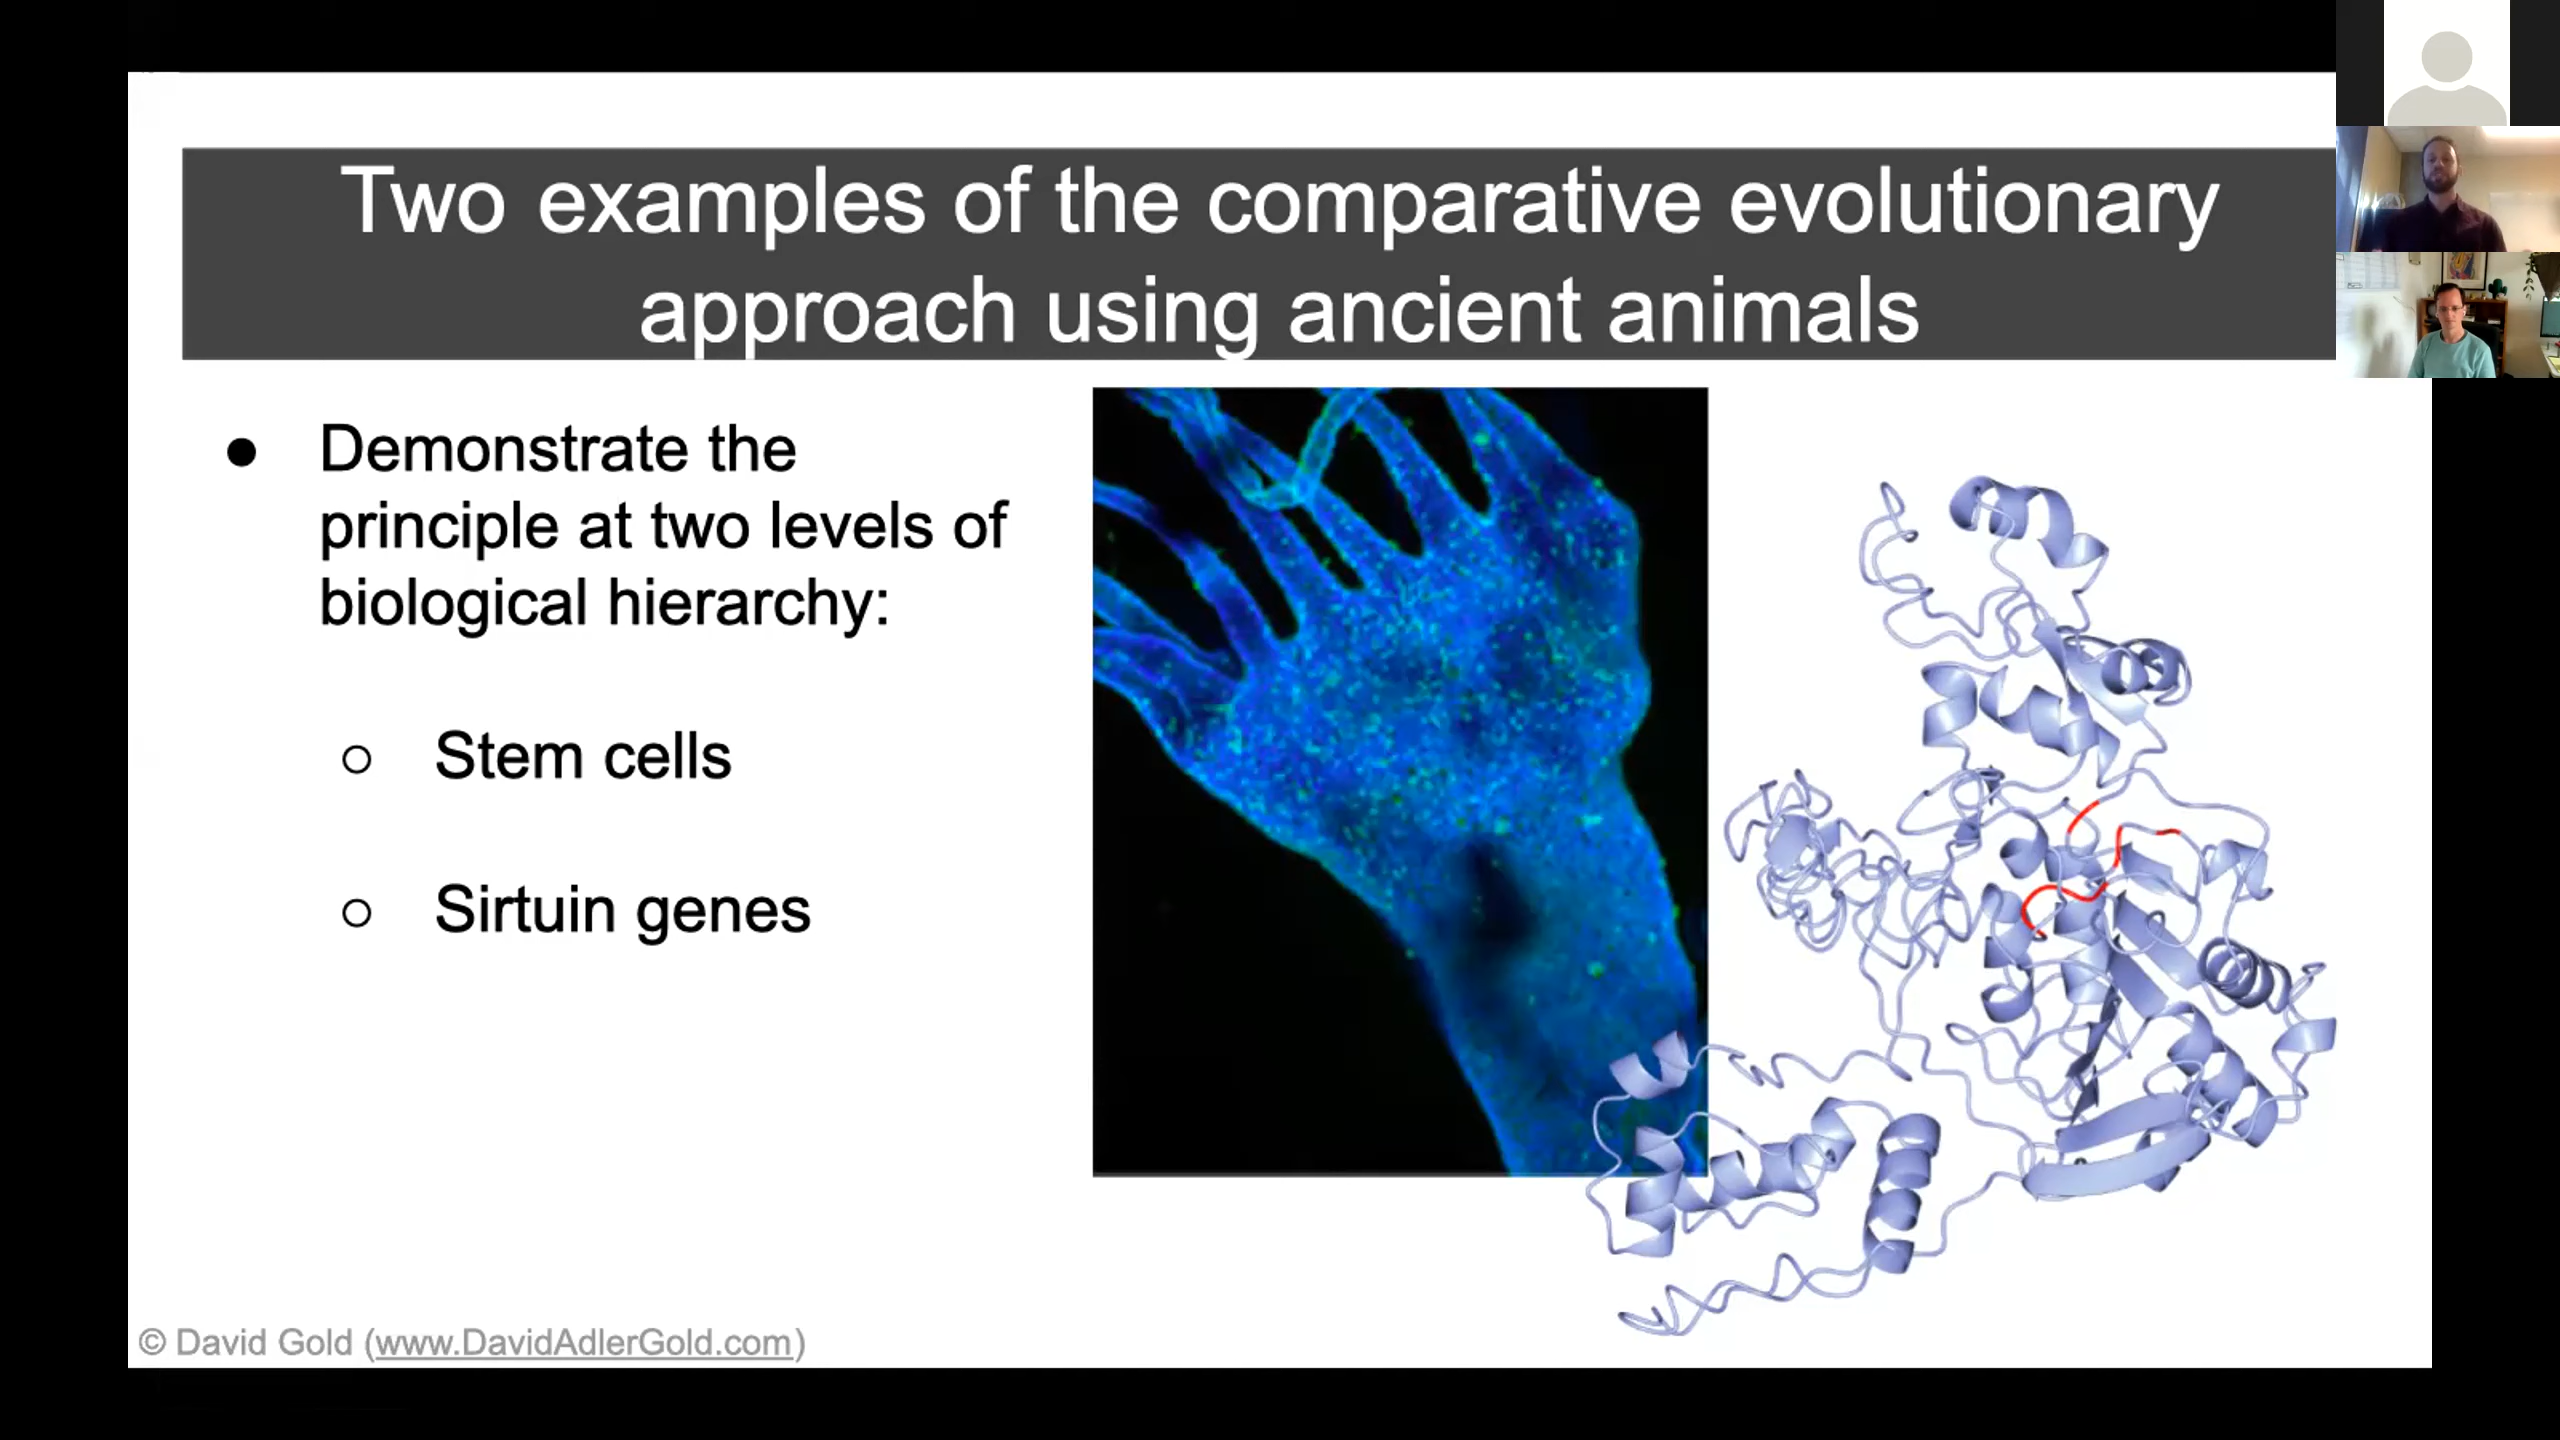 Two examples of the comparative evolutionary
approach using ancient animals
● Demonstrate the
principle at two levels of
biological hierarchy:
○ Stem cells
○ Sirtuin genes
© David Gold (www.DavidAdlerGold.com)